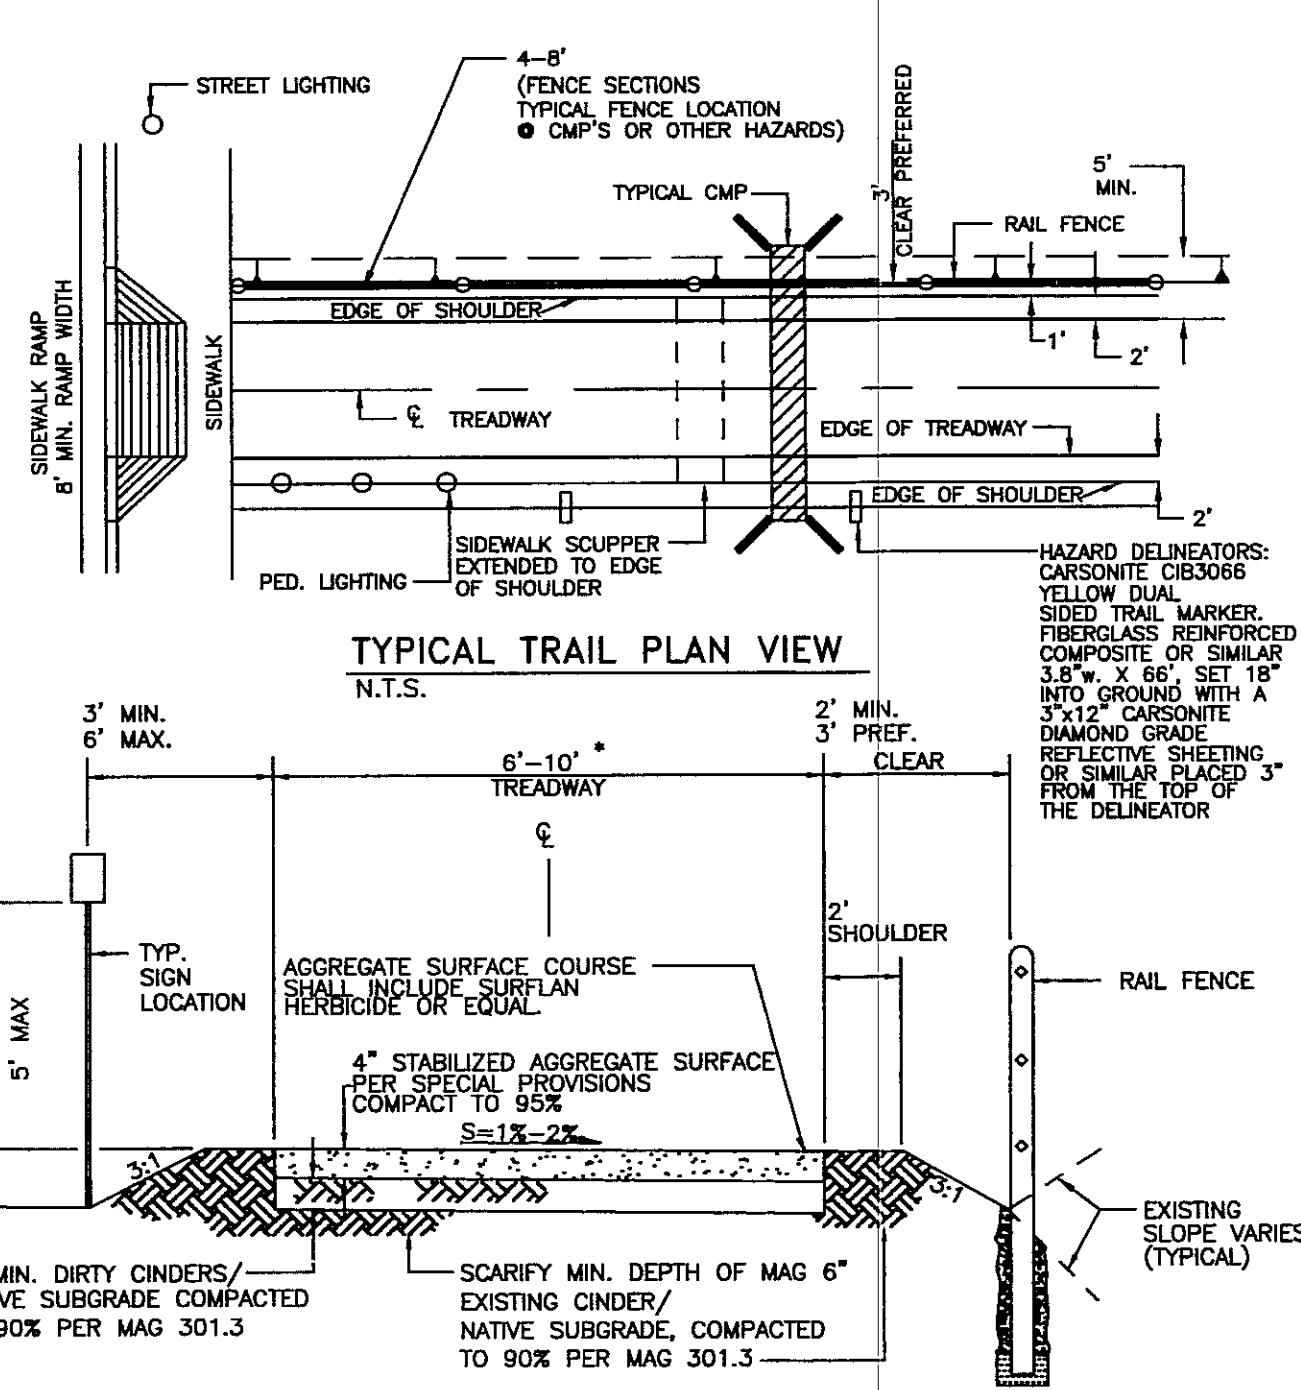 STREET LIGHTING
4-8'
(FENCE SECTIONS
TYPICAL FENCE LOCATION
@ CMP'S OR OTHER HAZARDS)
3'
CLEAR PREFERRED
5'
MIN.
TYPICAL CMP
RAIL FENCE
EDGE OF SHOULDER
1'
2'
SIDEWALK RAMP
8' MIN. RAMP WIDTH
SIDEWALK
℄ TREADWAY
EDGE OF TREADWAY
EDGE OF SHOULDER
2'
SIDEWALK SCUPPER
EXTENDED TO EDGE
OF SHOULDER
PED. LIGHTING
HAZARD DELINEATORS:
CARSONITE CIB3066
YELLOW DUAL
SIDED TRAIL MARKER.
FIBERGLASS REINFORCED
COMPOSITE OR SIMILAR
3.8"w. X 66', SET 18"
INTO GROUND WITH A
3"x12" CARSONITE
DIAMOND GRADE
REFLECTIVE SHEETING
OR SIMILAR PLACED 3"
FROM THE TOP OF
THE DELINEATOR
TYPICAL TRAIL PLAN VIEW
N.T.S.
3' MIN.
6' MAX.
6'-10' *
TREADWAY
2' MIN.
3' PREF.
CLEAR
℄
2'
SHOULDER
TYP.
SIGN
LOCATION
5' MAX
AGGREGATE SURFACE COURSE
SHALL INCLUDE SURFLAN
HERBICIDE OR EQUAL.
RAIL FENCE
4" STABILIZED AGGREGATE SURFACE
PER SPECIAL PROVISIONS
COMPACT TO 95%
S=1%-2%
3:1
3:1
EXISTING
SLOPE VARIES
(TYPICAL)
MIN. DIRTY CINDERS/
VE SUBGRADE COMPACTED
90% PER MAG 301.3
SCARIFY MIN. DEPTH OF MAG 6"
EXISTING CINDER/
NATIVE SUBGRADE, COMPACTED
TO 90% PER MAG 301.3